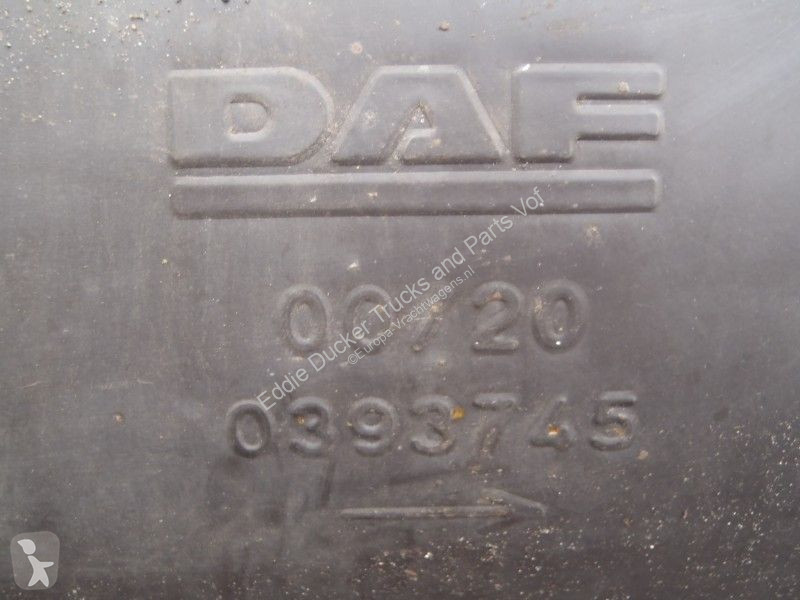 DAF
00/20
0393745
Eddie Ducker Trucks and Parts Vof
©Europa-Vrachtwagens.nl